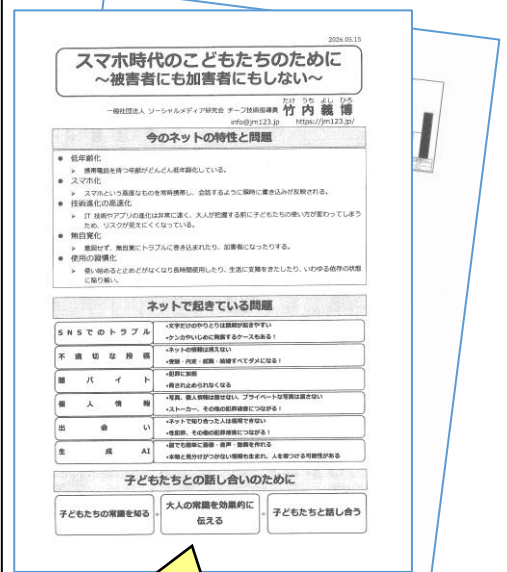 2026.05.15
スマホ時代のこどもたちのために
～被害者にも加害者にもしない～
一般社団法人 ソーシャルメディア研究会 チーフ技術指導員 竹内義博
たけ うち よし ひろ
info@jm123.jp https://jm123.jp/
今のネットの特性と問題
● 低年齢化
➢ 携帯電話を持つ年齢がどんどん低年齢化している。
● スマホ化
➢ スマホという高度なものを常時携帯し、会話するように瞬時に書き込みが反映される。
● 技術進化の高速化
➢ IT 技術やアプリの進化は非常に速く、大人が把握する前に子どもたちの使い方が変わってしまう
ため、リスクが見えにくくなっている。
● 無自覚化
➢ 意図せず、無自覚にトラブルに巻き込まれたり、加害者になったりする。
● 使用の習慣化
➢ 使い始めると止めどがなくなり長時間使用したり、生活に支障をきたしたり、いわゆる依存の状態
に陥り易い。
ネットで起きている問題
SNSでのトラブル
・文字だけのやりとりは誤解が起きやすい
・ケンカやいじめに発展するケースもある！
不適切な投稿
・ネットの情報は消えない
・受験・内定・就職・結婚すべてダメになる！
闇バイト
・犯罪に加担
・脅され止められなくなる
個人情報
・写真、個人情報は載せない、プライベートな写真は撮さない
・ストーカー、その他の犯罪被害につながる！
出会い
・ネットで知り合った人は信用できない
・性犯罪、その他の犯罪被害につながる！
生成AI
・誰でも簡単に画像・音声・動画を作れる
・本物と見分けがつかない情報も生まれ、人を傷つける可能性がある
子どもたちとの話し合いのために
子どもたちの常識を知る
大人の常識を効果的に
伝える
子どもたちと話し合う